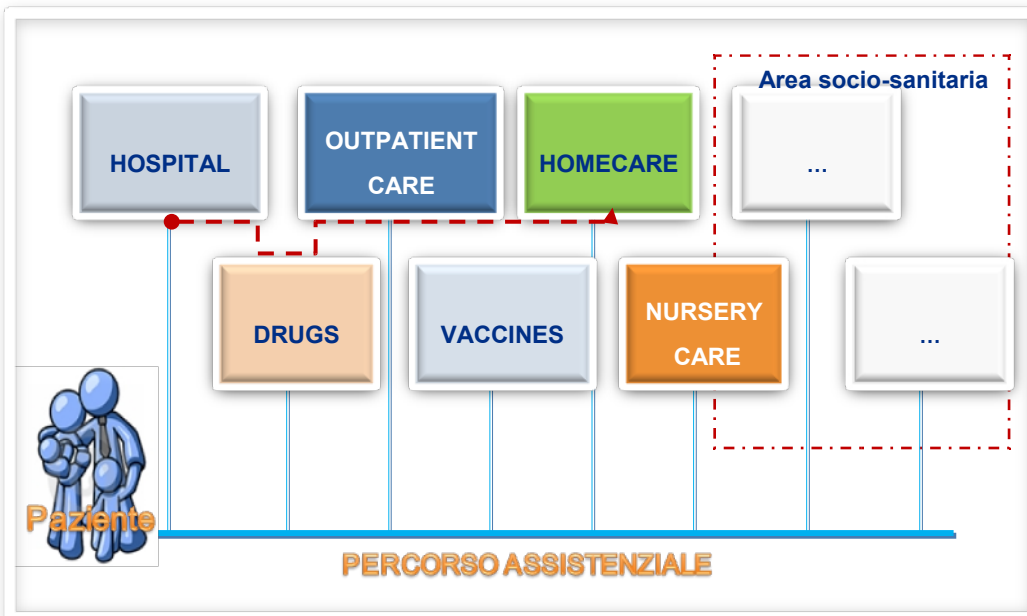 Area socio-sanitaria
HOSPITAL
OUTPATIENT
CARE
HOMECARE
...
DRUGS
VACCINES
NURSERY
CARE
...
Paziente
PERCORSO ASSISTENZIALE